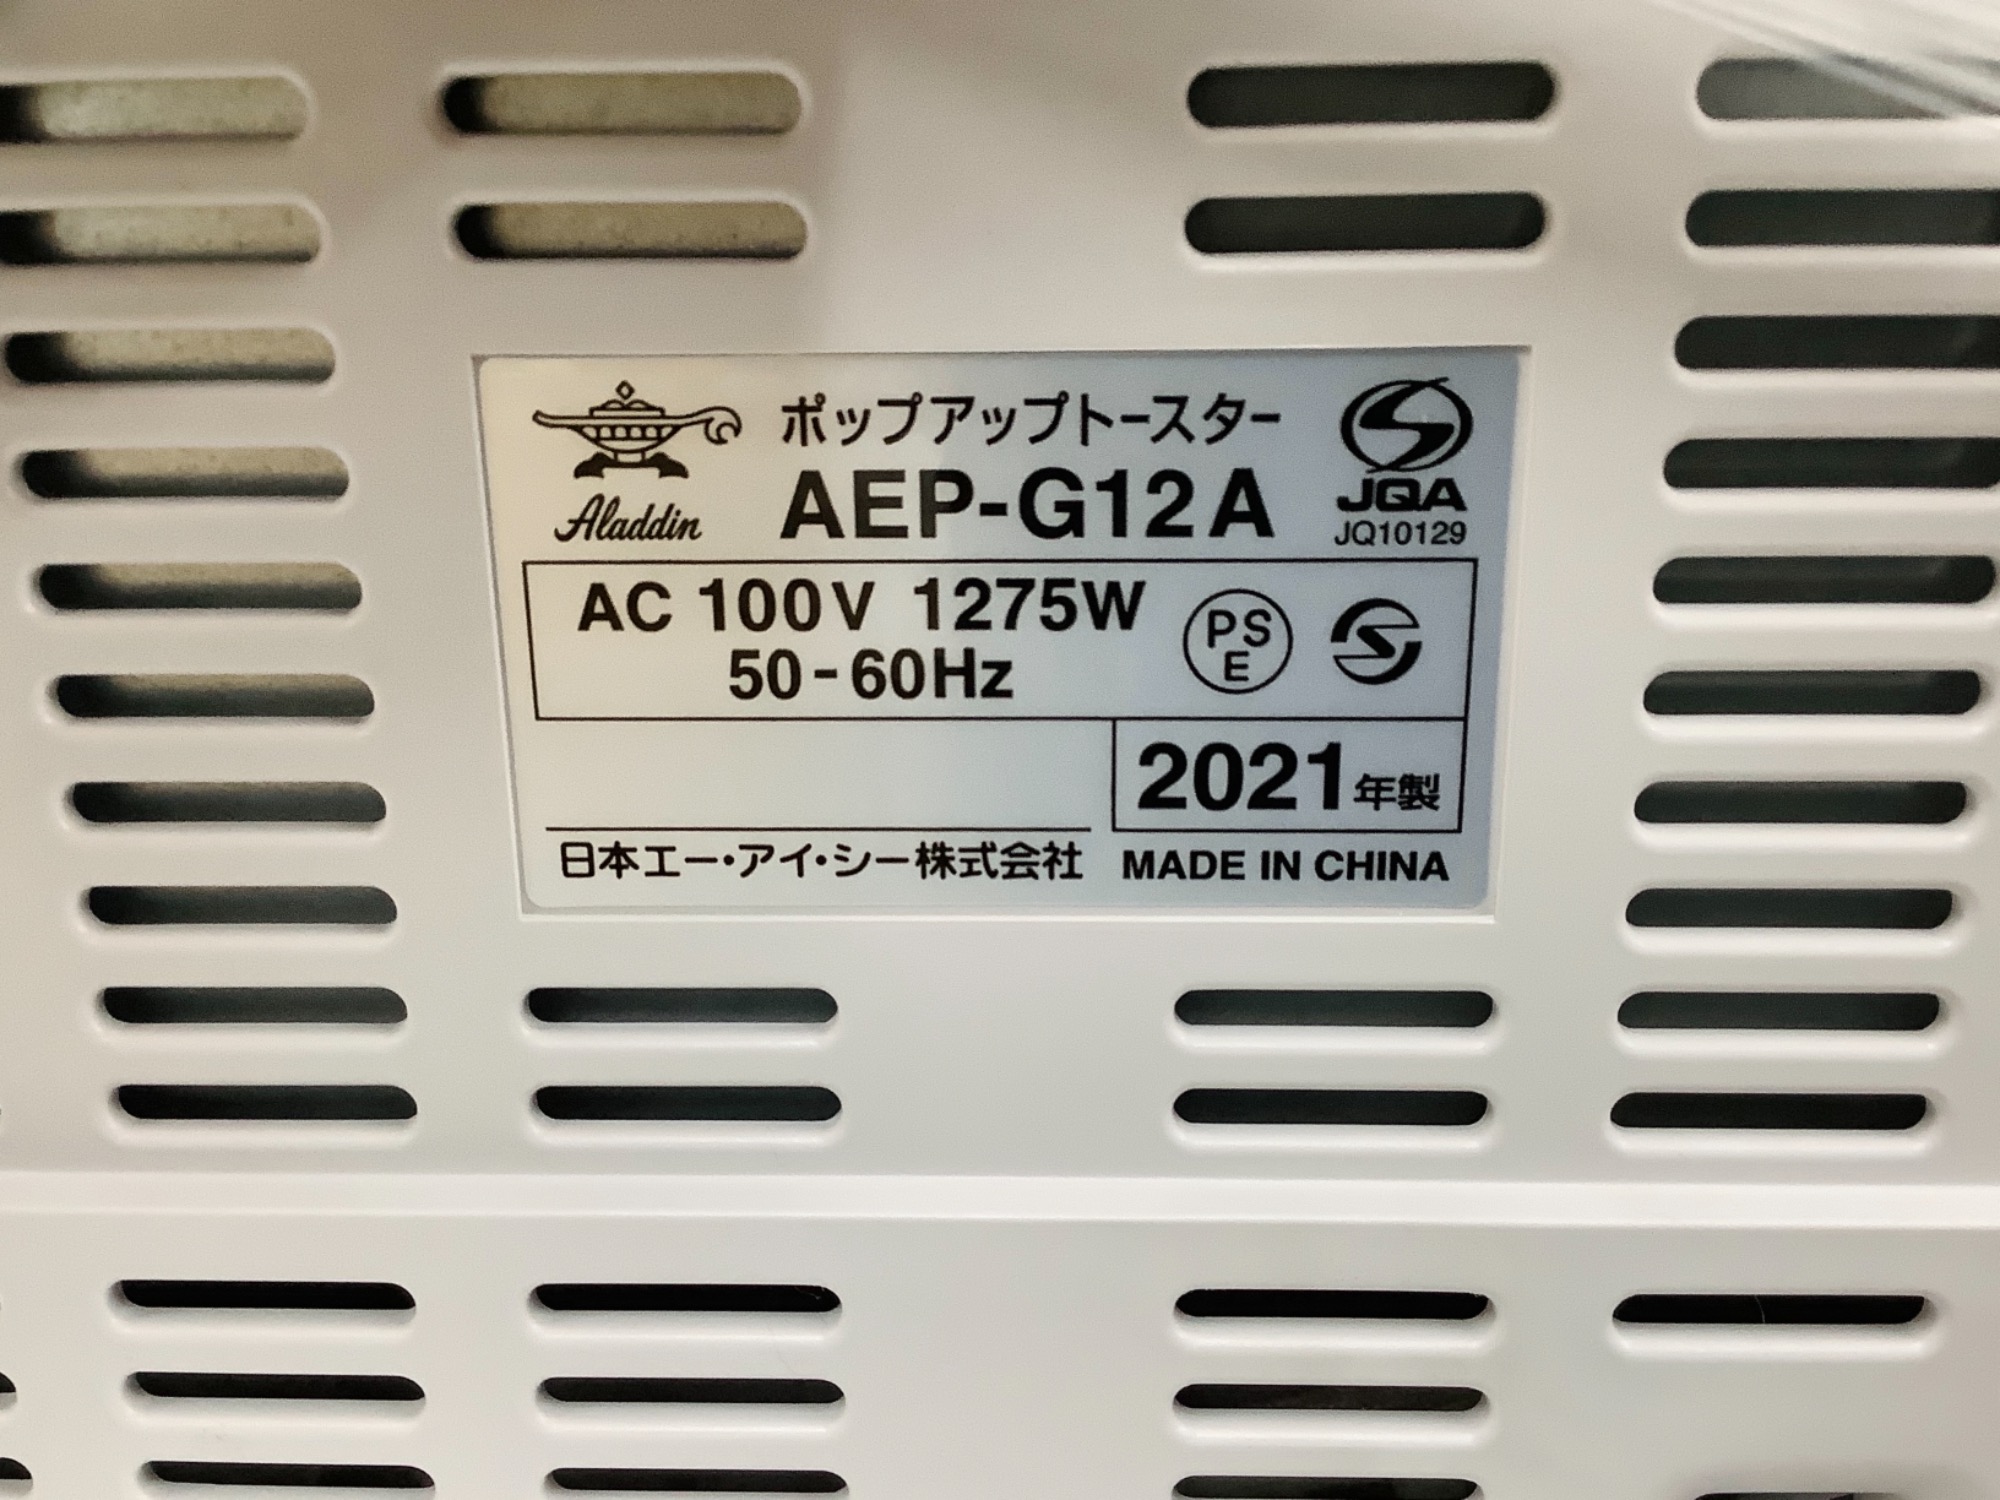 ポップアップトースター
Aladdin
AEP-G12A
JQA
JQ10129
AC 100V 1275W
50-60Hz
PS
E
2021年製
日本エー・アイ・シー株式会社
MADE IN CHINA